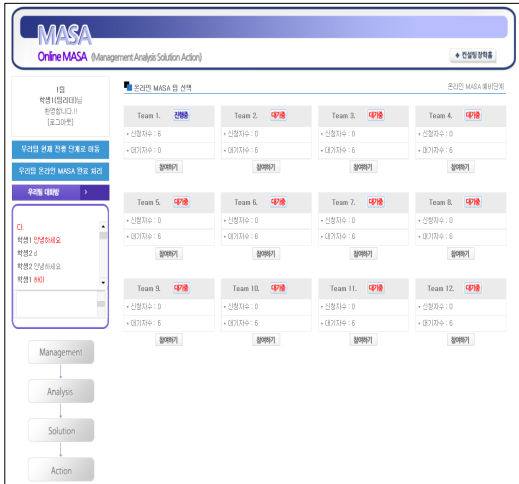 MASA
Online MASA (Management Analysis Solution Action)
컨설팅장학홈
1팀
학생1(팀리더)님
환영합니다.!!
[로그아웃]
우리팀 현재 진행 단계로 이동
우리팀 온라인 MASA 완료 처리
우리팀 대화방 >
다.
학생1 안녕하세요
학생2 d
학생2 안녕하세요
학생1 하이
Management
Analysis
Solution
Action
온라인 MASA 팀 선택
온라인 MASA 예비단계
Team 1. 진행중 Team 2. 대기중 Team 3. 대기중 Team 4. 대기중
• 신청자수 : 6 • 신청자수 : 0 • 신청자수 : 0 • 신청자수 : 0
• 대기자수 : 0 • 대기자수 : 6 • 대기자수 : 6 • 대기자수 : 6
참여하기 참여하기 참여하기 참여하기
Team 5. 대기중 Team 6. 대기중 Team 7. 대기중 Team 8. 대기중
• 신청자수 : 0 • 신청자수 : 0 • 신청자수 : 0 • 신청자수 : 0
• 대기자수 : 6 • 대기자수 : 6 • 대기자수 : 6 • 대기자수 : 6
참여하기 참여하기 참여하기 참여하기
Team 9. 대기중 Team 10. 대기중 Team 11. 대기중 Team 12. 대기중
• 신청자수 : 0 • 신청자수 : 0 • 신청자수 : 0 • 신청자수 : 0
• 대기자수 : 6 • 대기자수 : 6 • 대기자수 : 6 • 대기자수 : 6
참여하기 참여하기 참여하기 참여하기